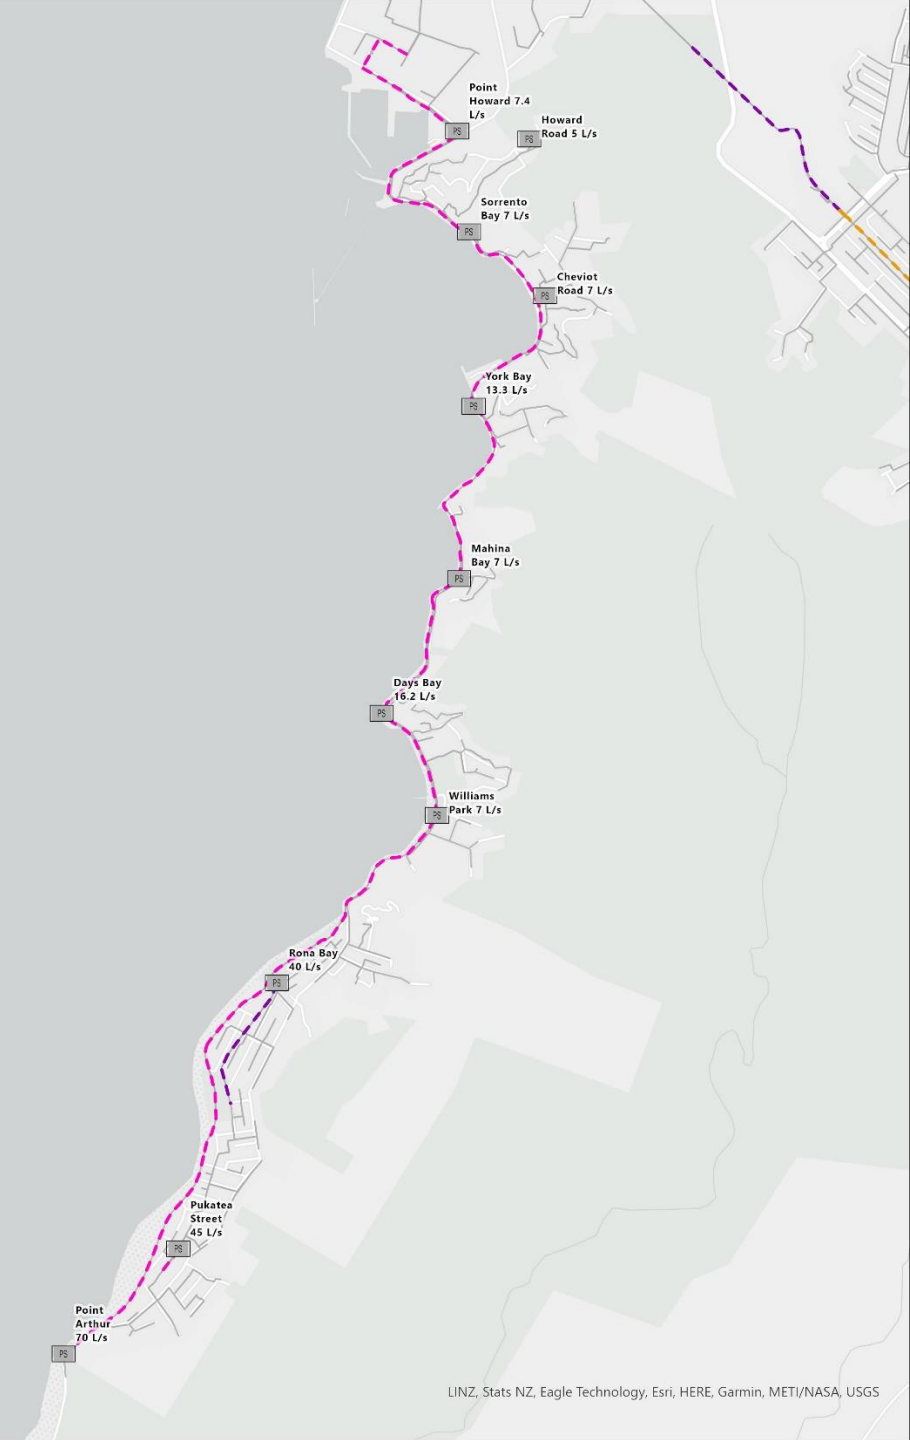 Point
Howard 7.4
L/s
PS
Howard
Road 5 L/s
PS
Sorrento
Bay 7 L/s
PS
Cheviot
Road 7 L/s
PS
York Bay
13.3 L/s
PS
Mahina
Bay 7 L/s
PS
Days Bay
16.2 L/s
PS
Williams
Park 7 L/s
PS
Rona Bay
40 L/s
PS
Pukatea
Street
45 L/s
PS
Point
Arthur
70 L/s
PS
LINZ, Stats NZ, Eagle Technology, Esri, HERE, Garmin, METI/NASA, USGS